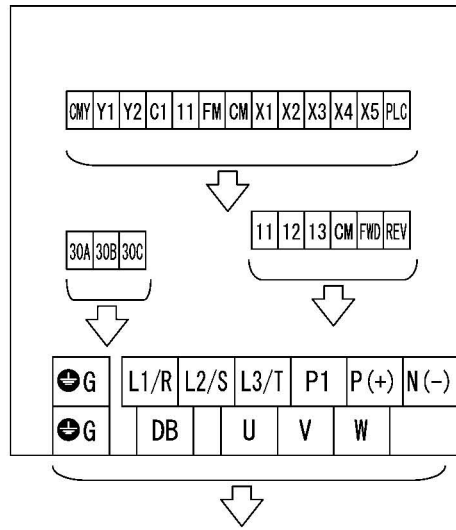 CMY Y1 Y2 C1 11 FM CM X1 X2 X3 X4 X5 PLC
11 12 13 CM FWD REV
30A 30B 30C
G L1/R L2/S L3/T P1 P(+) N(-)
G DB U V W